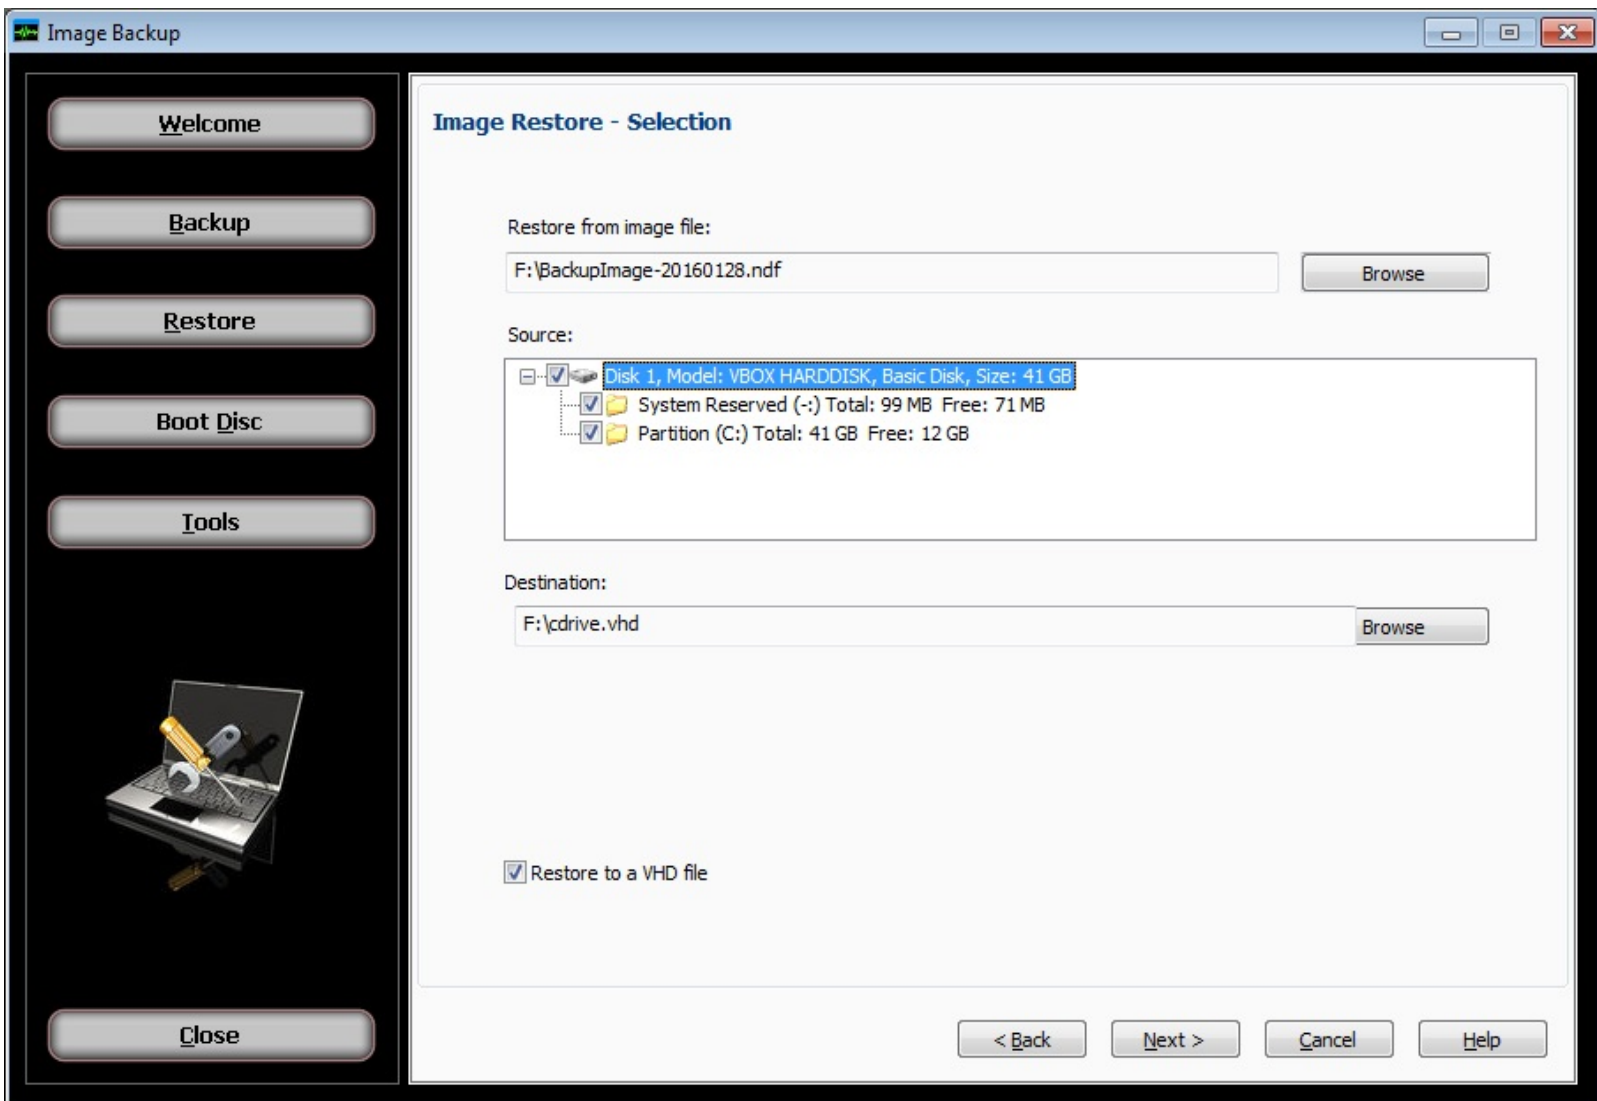 Image Backup
Welcome
Backup
Restore
Boot Disc
Tools
Close
Image Restore - Selection
Restore from image file:
F:\BackupImage-20160128.ndf
Browse
Source:
Disk 1, Model: VBOX HARDDISK, Basic Disk, Size: 41 GB
System Reserved (-:) Total: 99 MB  Free: 71 MB
Partition (C:) Total: 41 GB  Free: 12 GB
Destination:
F:\cdrive.vhd
Browse
Restore to a VHD file
< Back
Next >
Cancel
Help